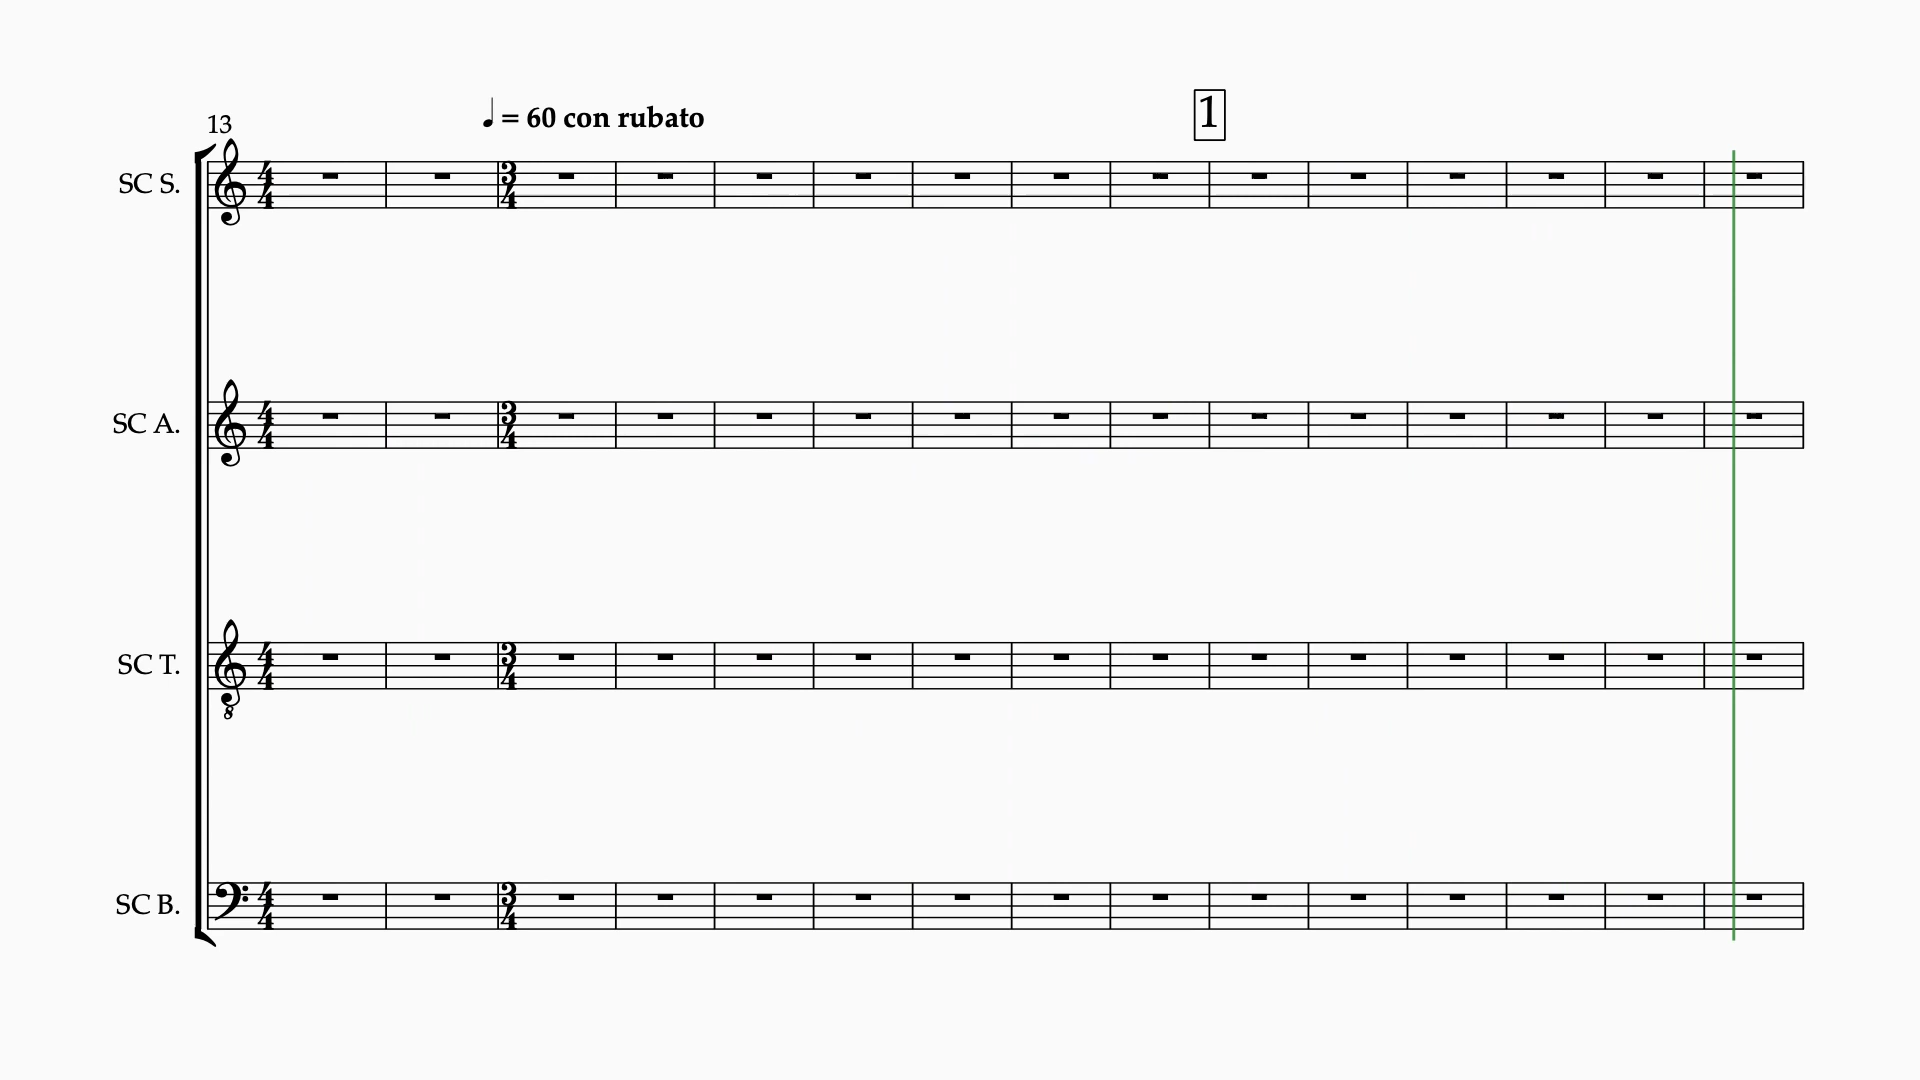 13
♩ = 60 con rubato
1
SC S.
SC A.
SC T.
SC B.